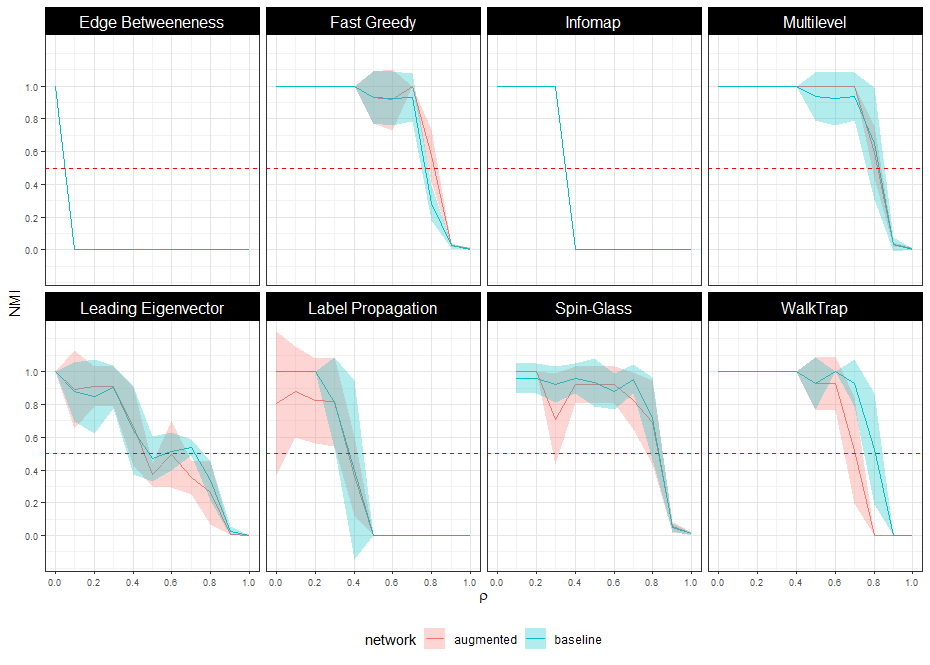 Edge Betweeneness Fast Greedy Infomap Multilevel
1.0
0.8
0.6
0.4
0.2
0.0
NMI
Leading Eigenvector Label Propagation Spin-Glass WalkTrap
1.0
0.8
0.6
0.4
0.2
0.0
0.0 0.2 0.4 0.6 0.8 1.0 0.0 0.2 0.4 0.6 0.8 1.0 0.0 0.2 0.4 0.6 0.8 1.0 0.0 0.2 0.4 0.6 0.8 1.0
ρ
network augmented baseline